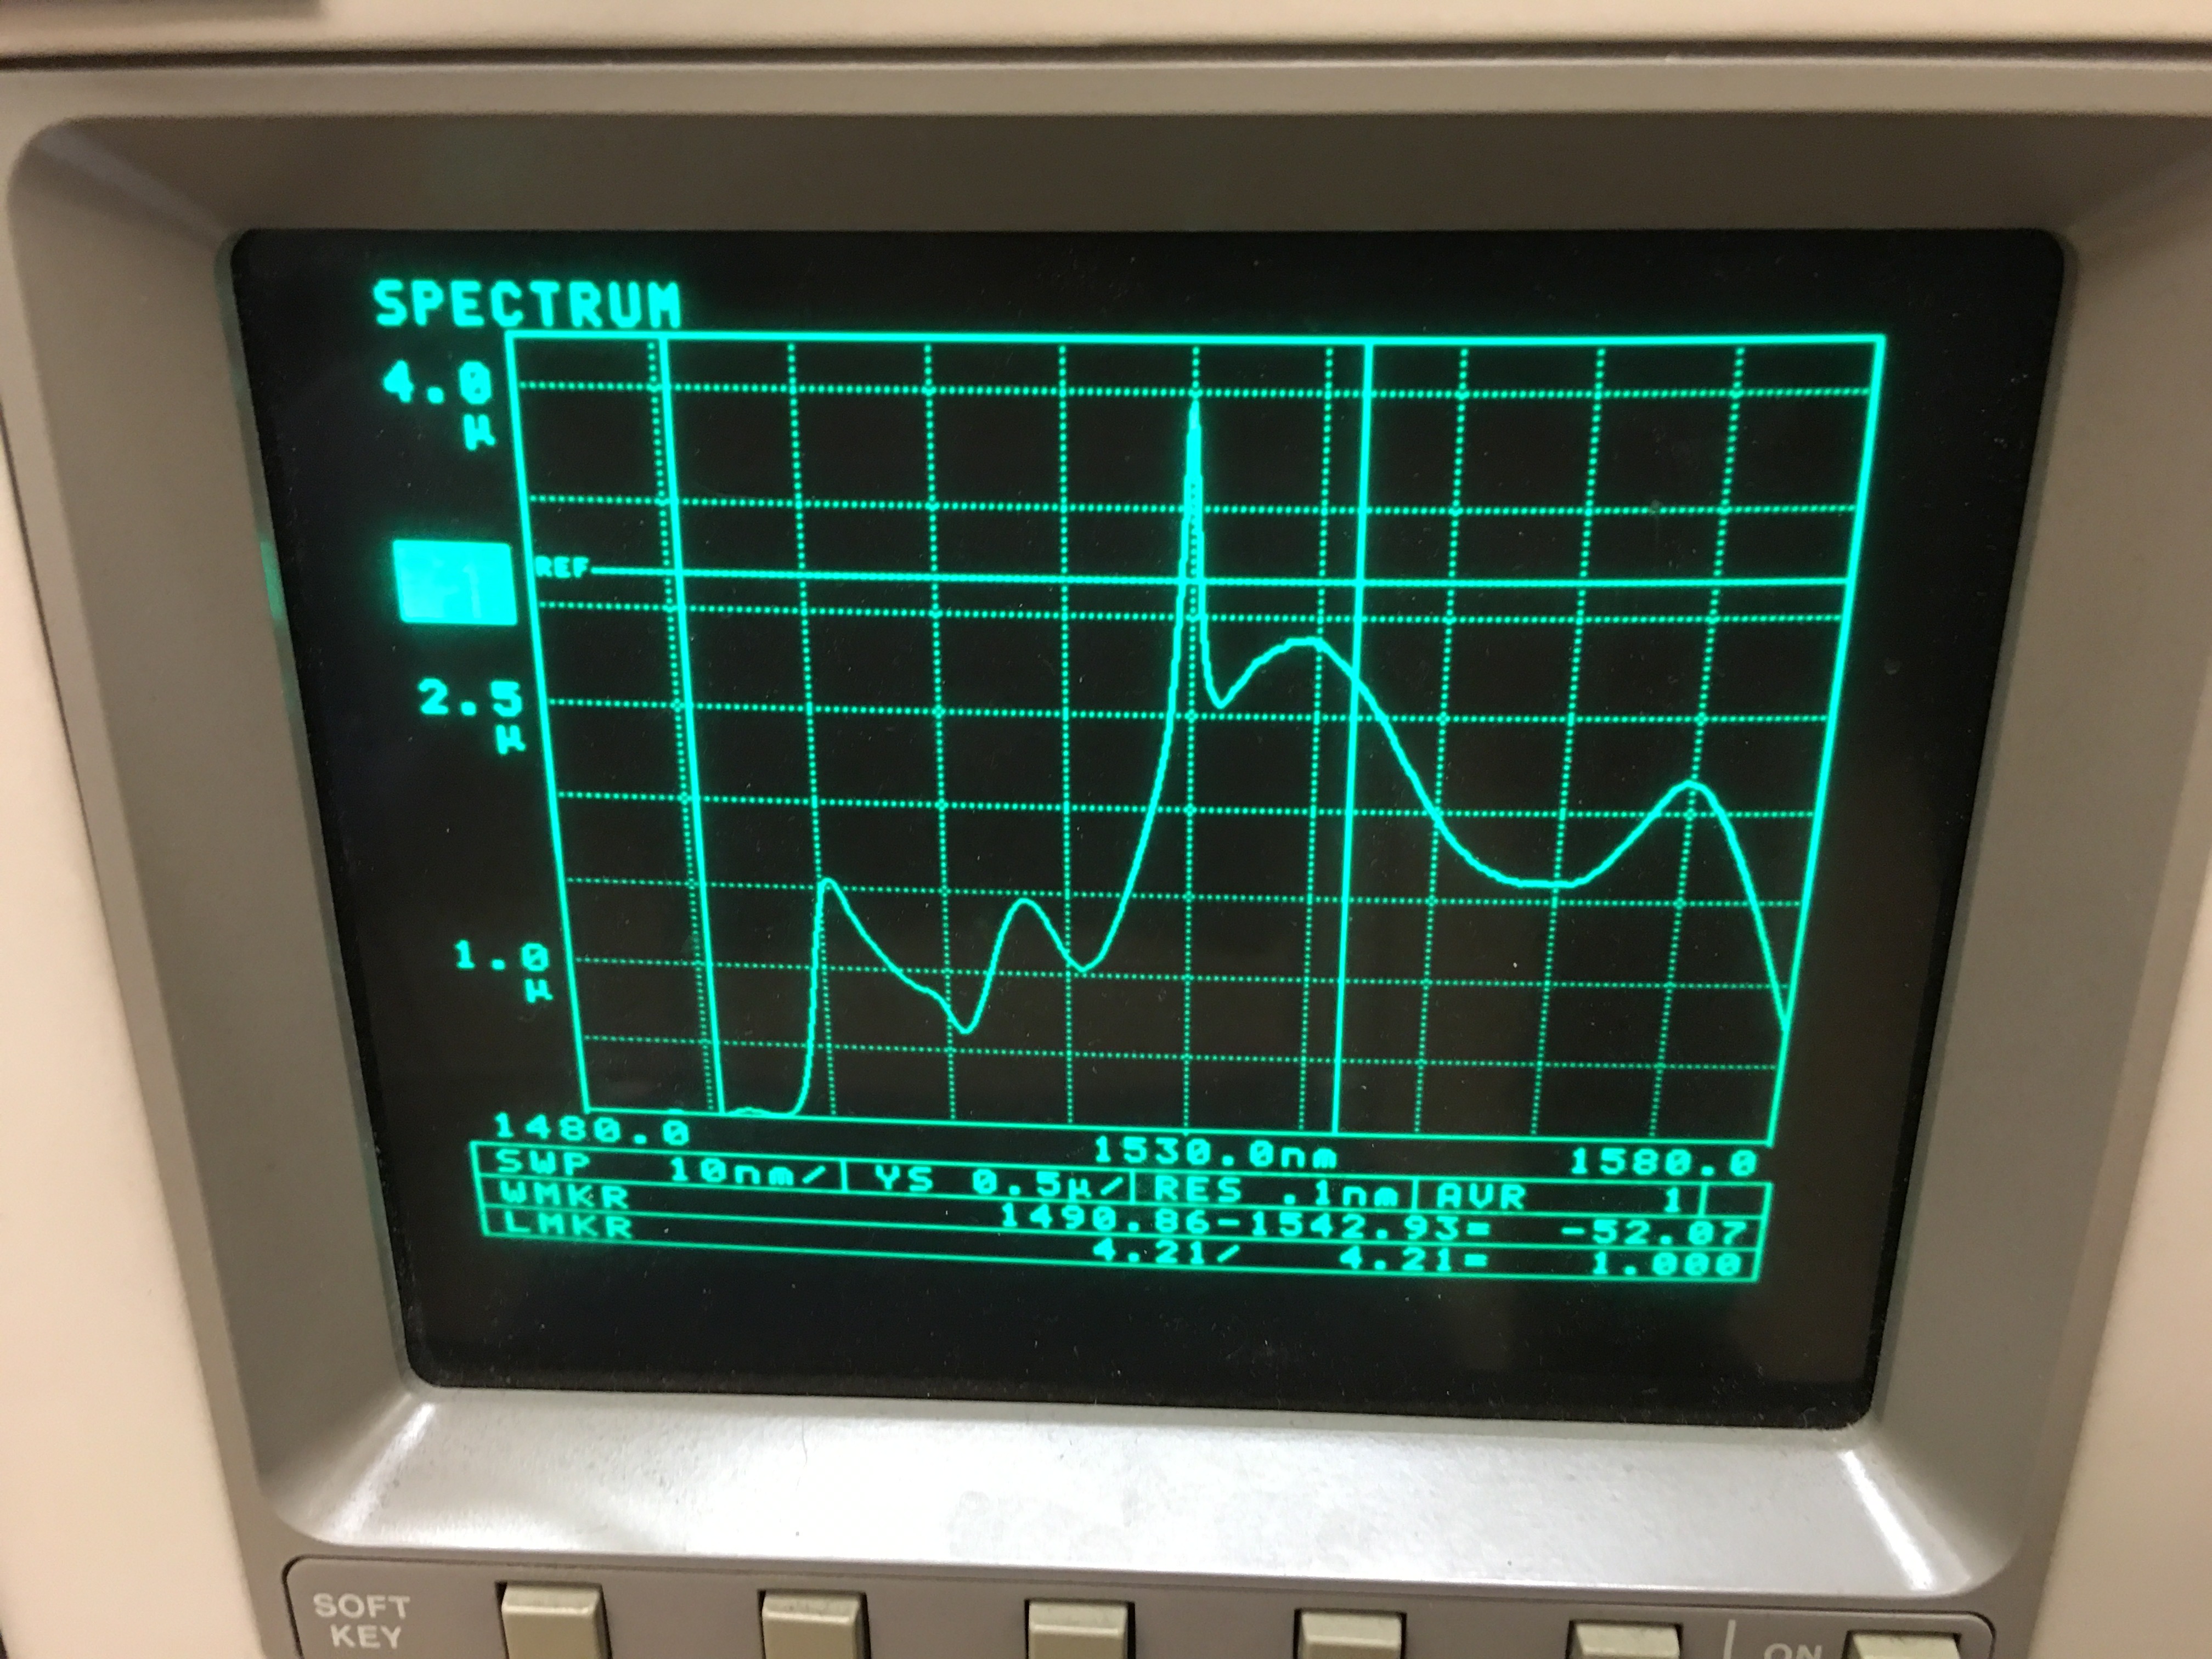 SPECTRUM
4.0
μ
REF
2.5
μ
1.0
μ
1480.0 1530.0nm 1580.0
SWP 10nm/ YS 0.5μ/ RES .1nm AVR 1
WMKR 1490.86-1542.93= -52.07
LMKR 4.21/ 4.21= 1.000
SOFT
KEY
ON